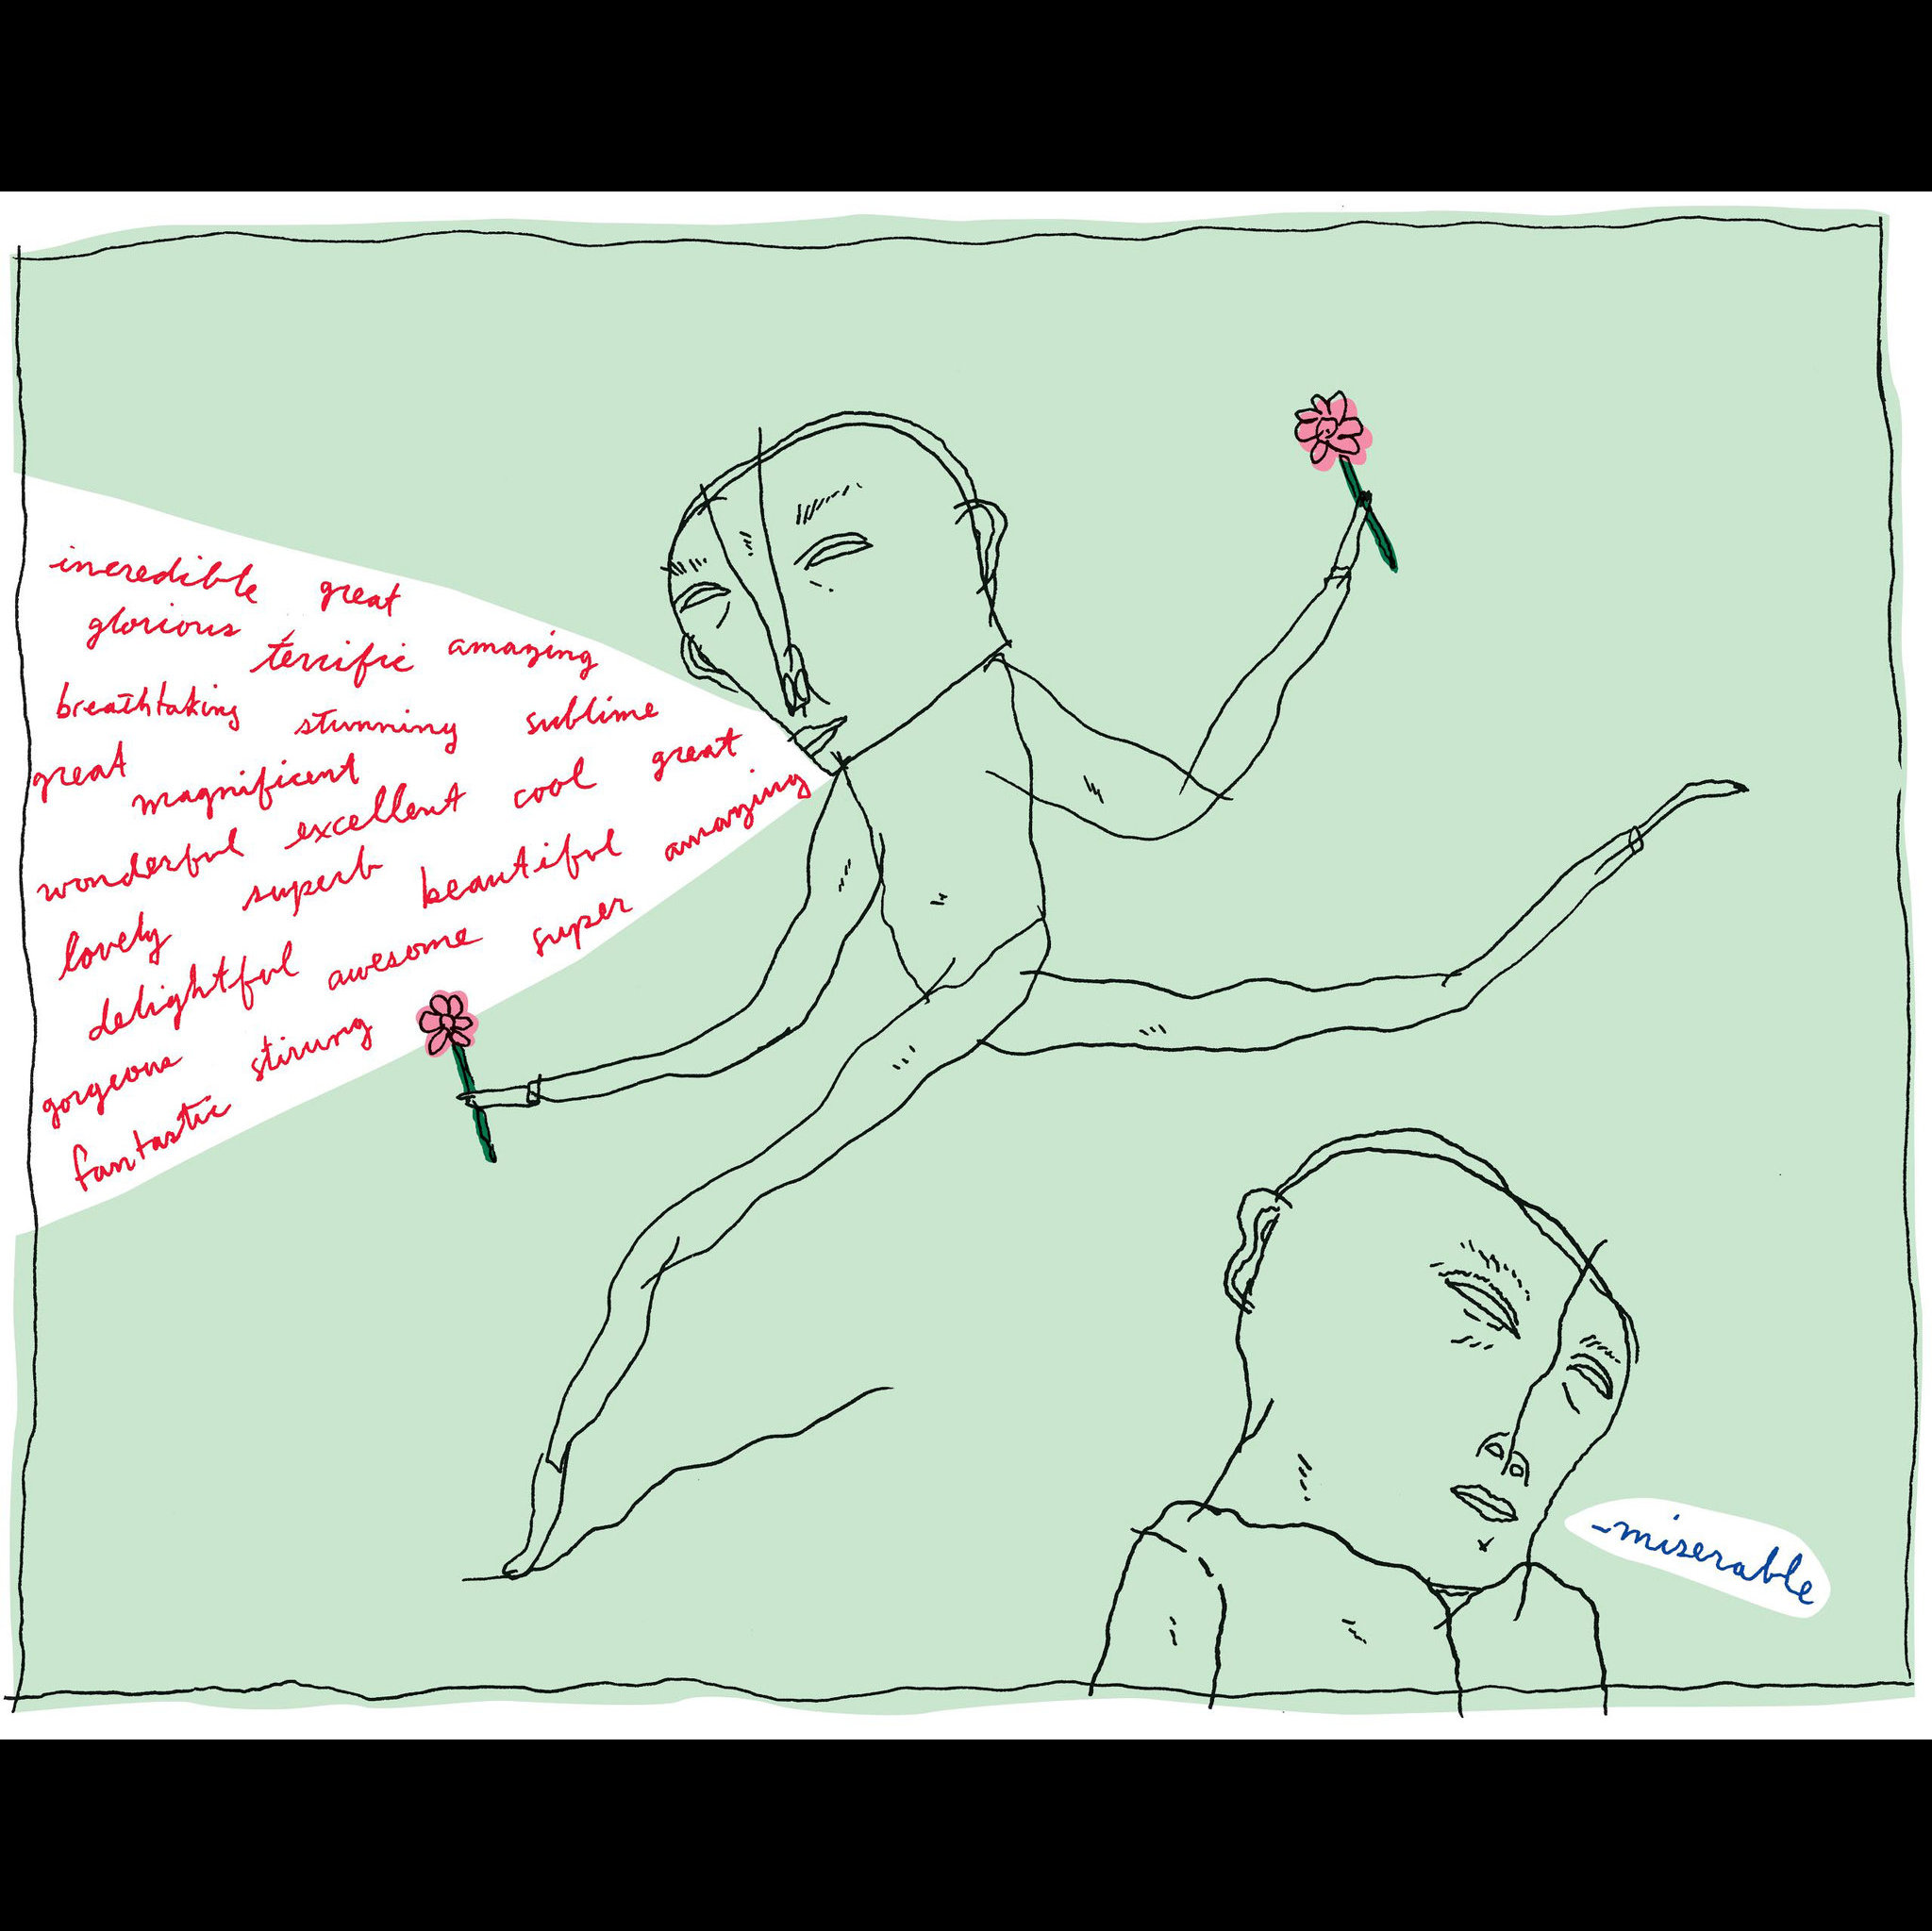 incredible great
glorious terrific amazing
breathtaking stunning sublime
great magnificent excellent cool great
wonderful superb beautiful amazing
lovely
delightful awesome super
gorgeous stirung
fantastic
-miserable